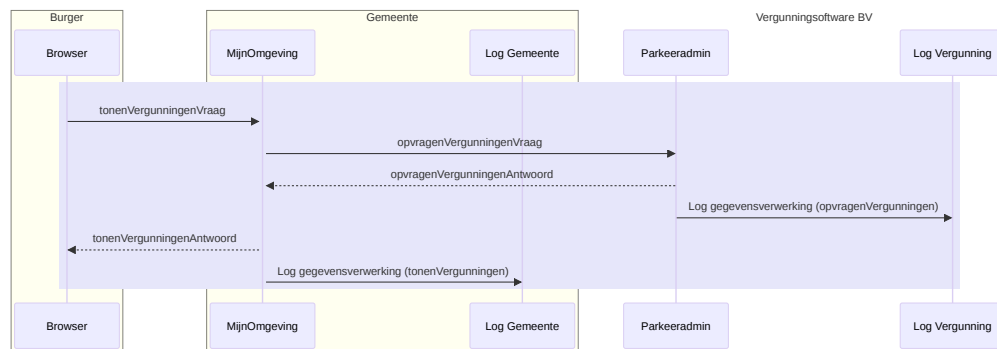 Burger
Gemeente
Vergunningsoftware BV
Browser
MijnOmgeving
Log Gemeente
Parkeeradmin
Log Vergunning
tonenVergunningenVraag
opvragenVergunningenVraag
opvragenVergunningenAntwoord
Log gegevensverwerking (opvragenVergunningen)
tonenVergunningenAntwoord
Log gegevensverwerking (tonenVergunningen)
Browser
MijnOmgeving
Log Gemeente
Parkeeradmin
Log Vergunning